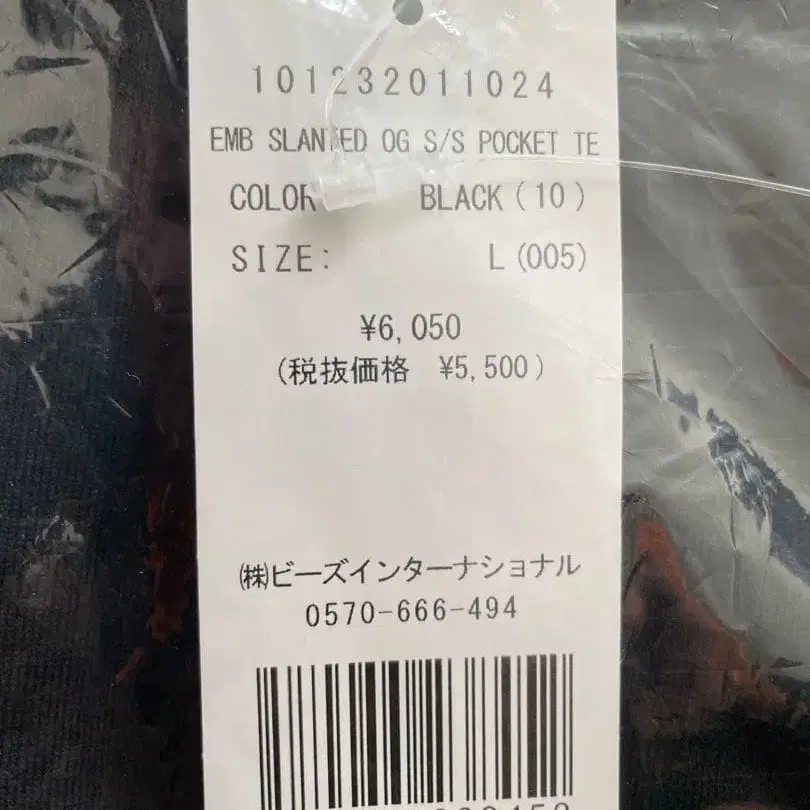 101232011024
EMB SLANTED OG S/S POCKET TE
COLOR BLACK(10)
SIZE: L(005)
¥6,050
(税抜価格 ¥5,500)
㈱ビーズインターナショナル
0570-666-494